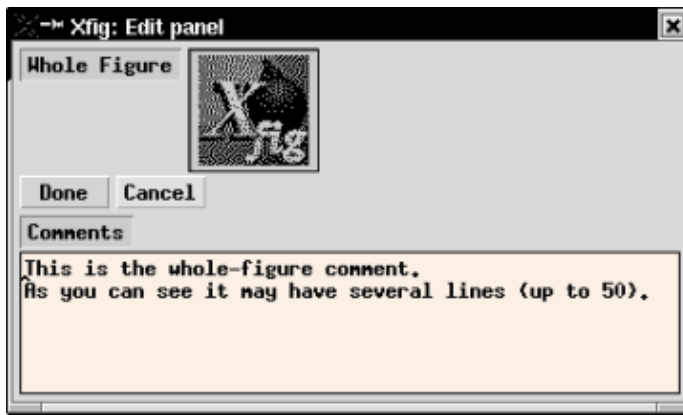 Xfig: Edit panel
Whole Figure
Xfig
Done
Cancel
Comments
This is the whole-figure comment.
As you can see it may have several lines (up to 50).